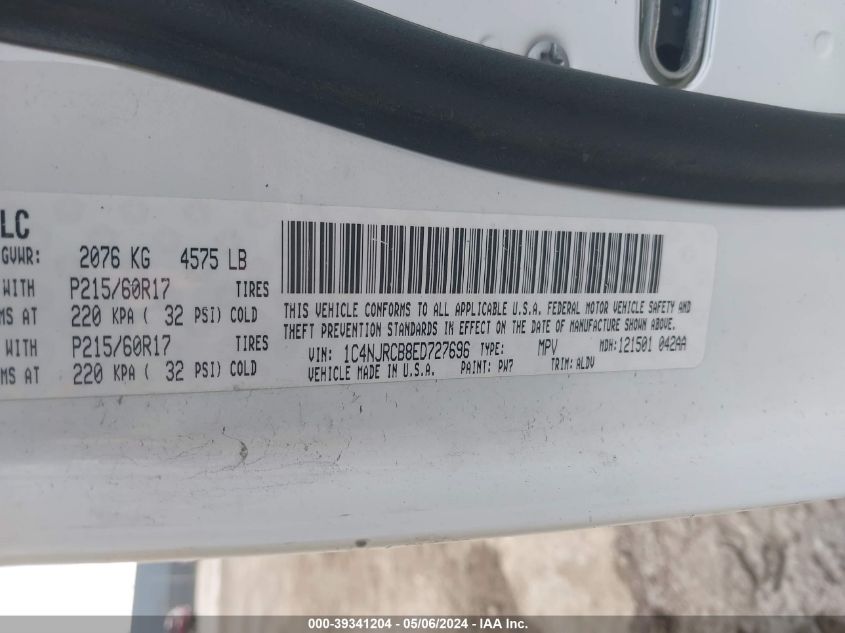 LC
GVWR: 2076 KG 4575 LB
WITH P215/60R17 TIRES
MS AT 220 KPA ( 32 PSI) COLD
WITH P215/60R17 TIRES
MS AT 220 KPA ( 32 PSI) COLD
THIS VEHICLE CONFORMS TO ALL APPLICABLE U.S.A. FEDERAL MOTOR VEHICLE SAFETY AND
THEFT PREVENTION STANDARDS IN EFFECT ON THE DATE OF MANUFACTURE SHOWN ABOVE.
VIN: 1C4NJRCB8ED727696 TYPE: MPV MDH:121501 042AA
VEHICLE MADE IN U.S.A. PAINT: PW7 TRIM: ALDV
000-39341204 - 05/06/2024 - IAA Inc.